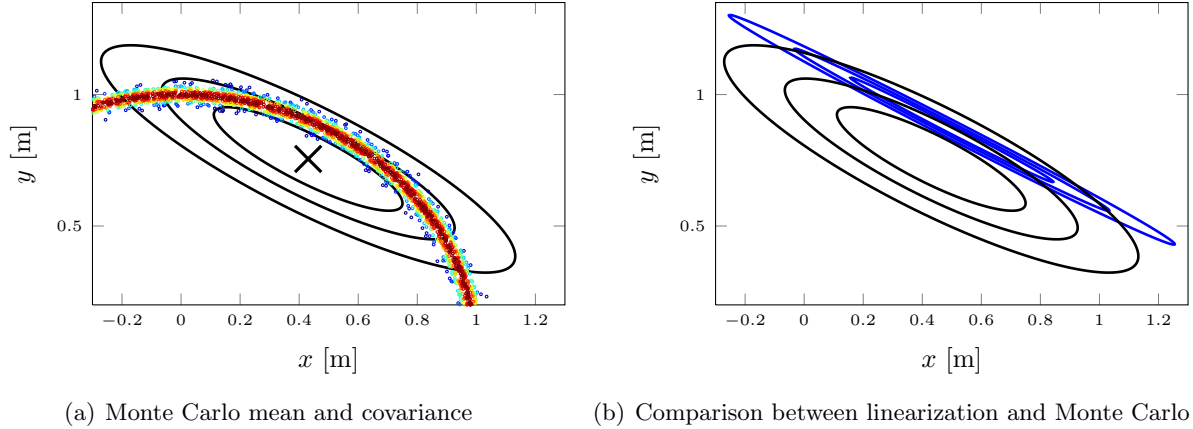 1
0.5
y [m]
−0.2 0 0.2 0.4 0.6 0.8 1 1.2
x [m]
(a) Monte Carlo mean and covariance
1
0.5
y [m]
−0.2 0 0.2 0.4 0.6 0.8 1 1.2
x [m]
(b) Comparison between linearization and Monte Carlo